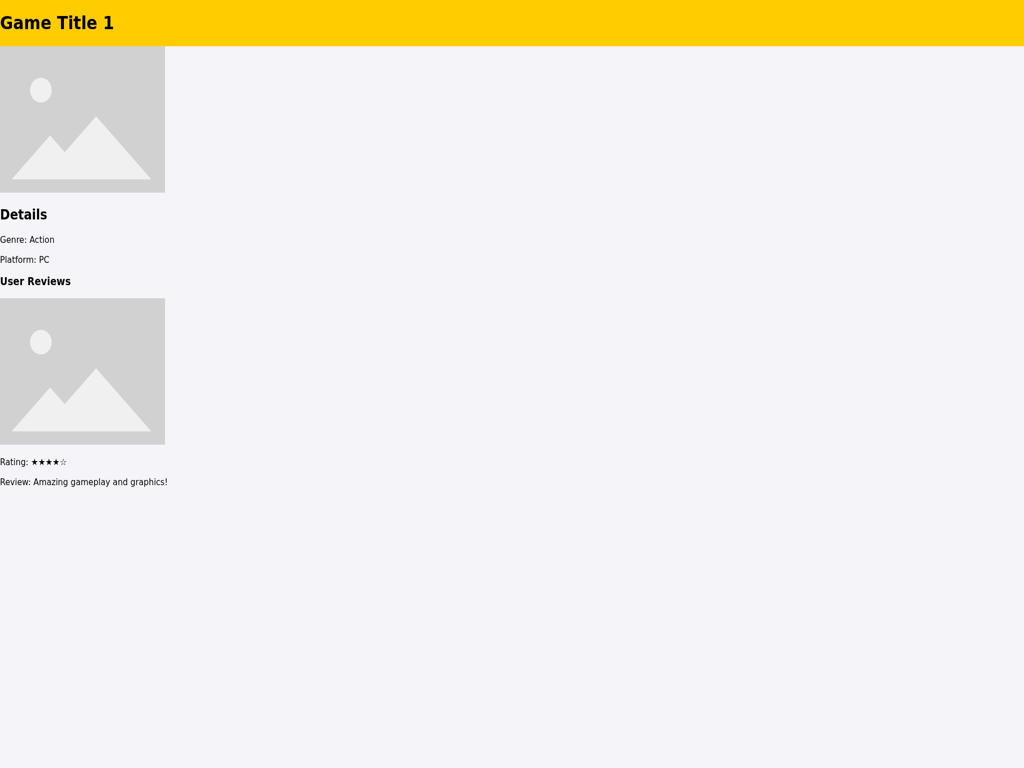 Game Title 1
Details
Genre: Action
Platform: PC
User Reviews
Rating: ★★★★☆
Review: Amazing gameplay and graphics!